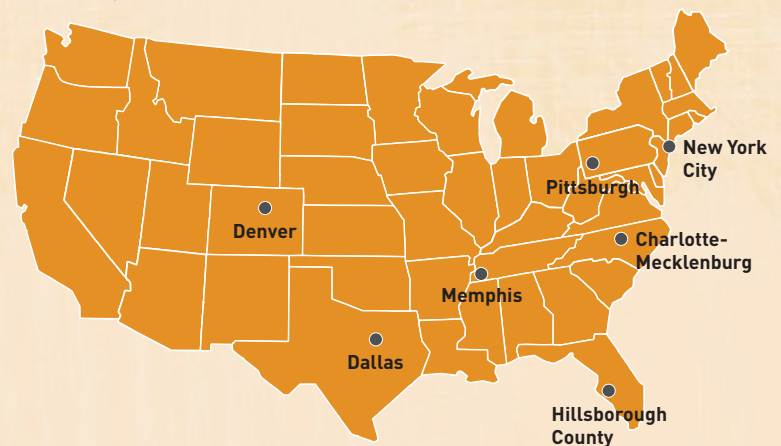 New York
City
Pittsburgh
Denver
Charlotte-
Mecklenburg
Memphis
Dallas
Hillsborough
County